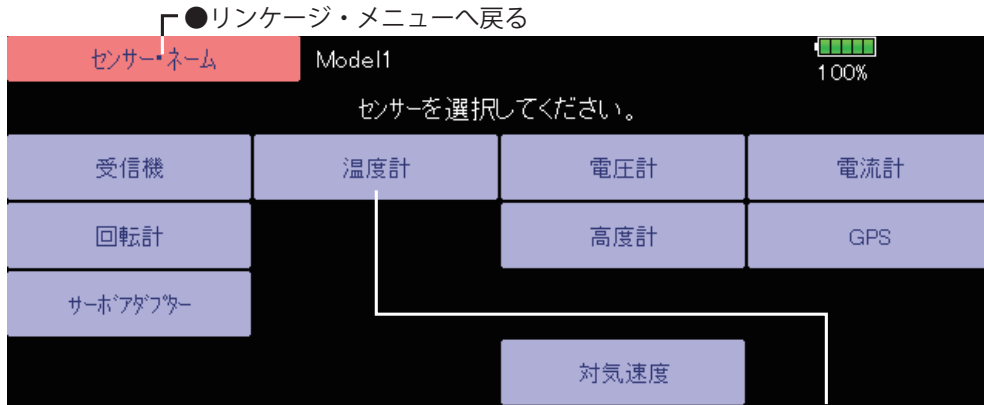 ●リンケージ・メニューへ戻る
センサー・ネーム Model1 100%
センサーを選択してください。
受信機 温度計 電圧計 電流計
回転計 高度計 GPS
サーボアダプター
対気速度